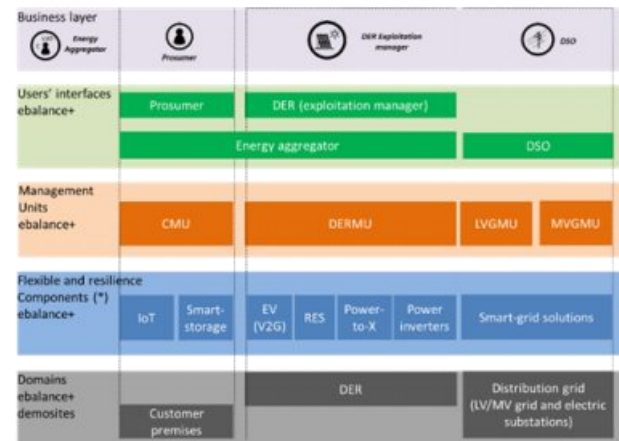 Business layer
Energy
Aggregator
Prosumer
DER Exploitation
manager
DSO
Users' interfaces
ebalance+
Prosumer
DER (exploitation manager)
Energy aggregator
DSO
Management
Units
ebalance+
CMU
DERMU
LVGMU
MVGMU
Flexible and resilience
Components (*)
ebalance+
IoT
Smart-
storage
EV
(V2G)
RES
Power-
to-X
Power
inverters
Smart-grid solutions
Domains
ebalance+
demosites
Customer
premises
DER
Distribution grid
(LV/MV grid and electric
substations)